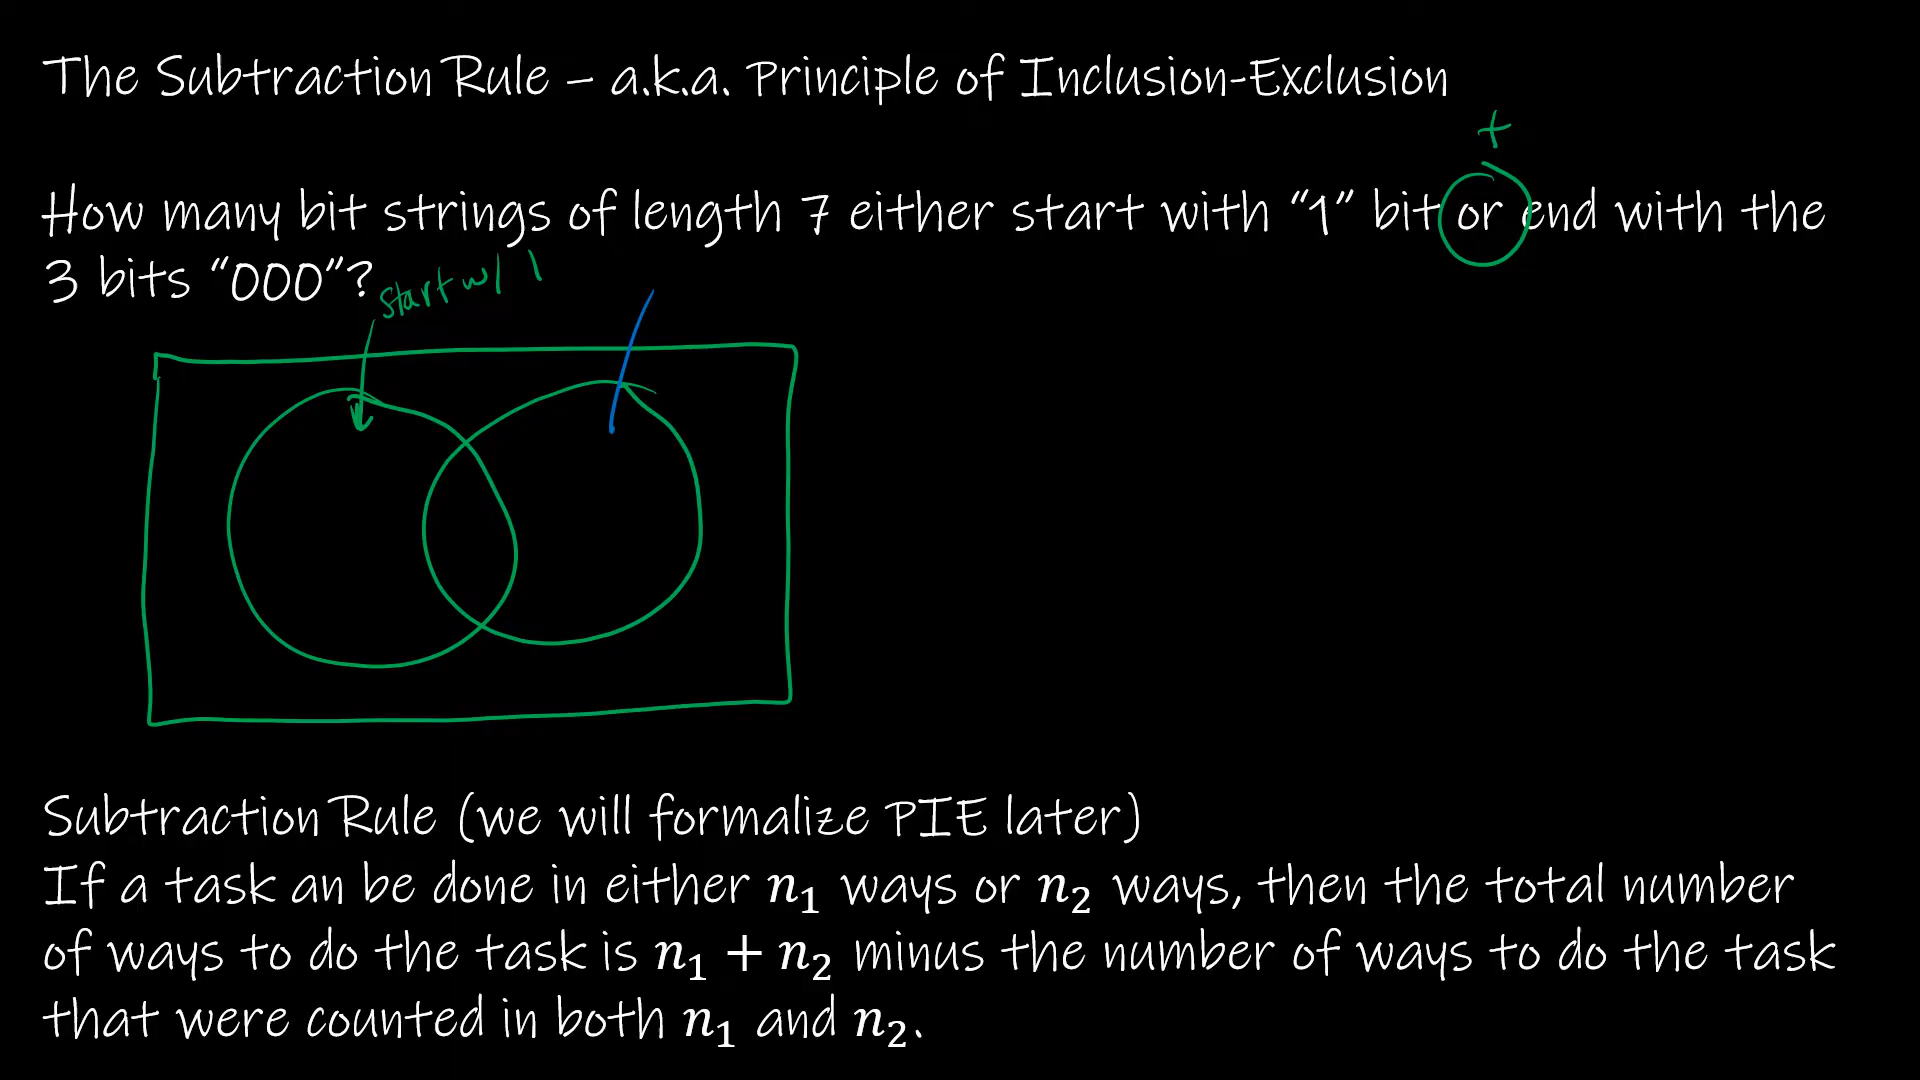 The Subtraction Rule – a.k.a. Principle of Inclusion-Exclusion
+
How many bit strings of length 7 either start with “1” bit or end with the
3 bits “000”?
start w/ 1
Subtraction Rule (we will formalize PIE later)
If a task an be done in either n₁ ways or n₂ ways, then the total number
of ways to do the task is n₁ + n₂ minus the number of ways to do the task
that were counted in both n₁ and n₂.